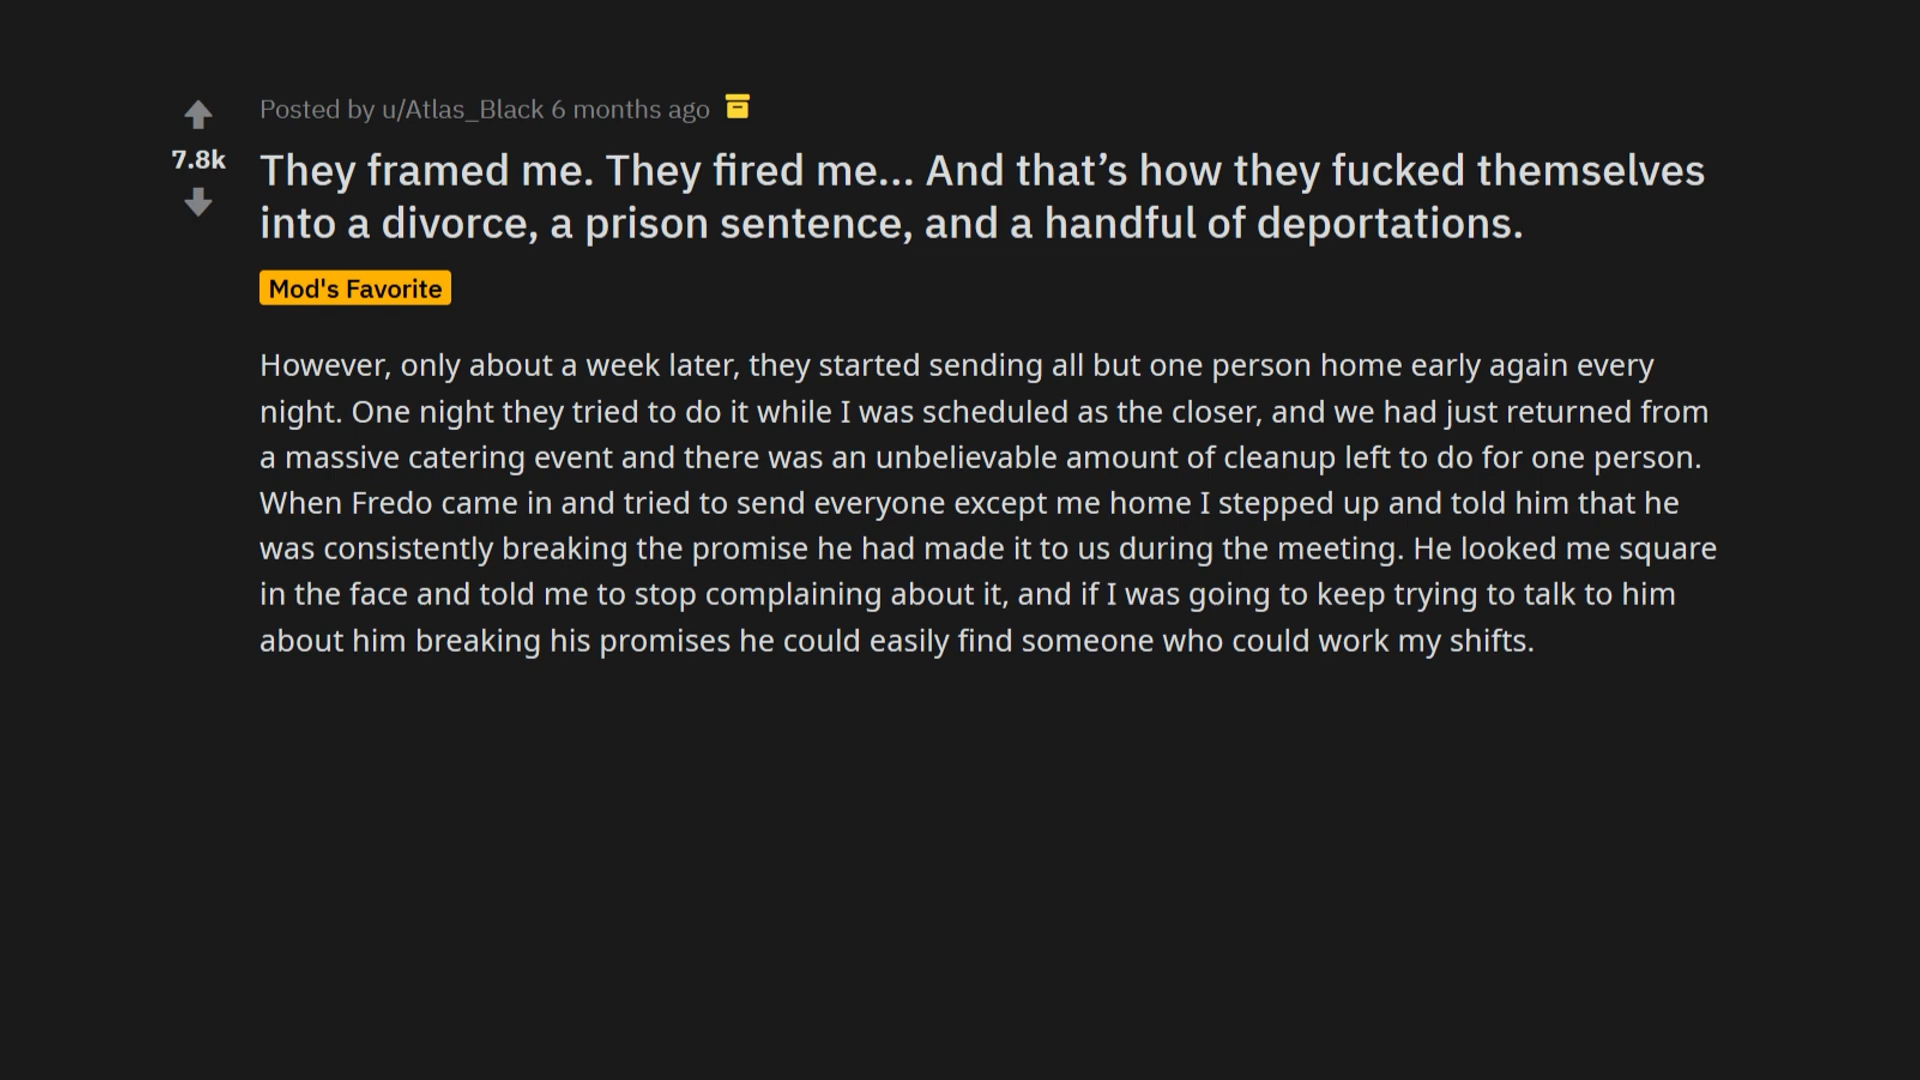 Posted by u/Atlas_Black 6 months ago
7.8k
They framed me. They fired me... And that’s how they fucked themselves
into a divorce, a prison sentence, and a handful of deportations.
Mod's Favorite
However, only about a week later, they started sending all but one person home early again every
night. One night they tried to do it while I was scheduled as the closer, and we had just returned from
a massive catering event and there was an unbelievable amount of cleanup left to do for one person.
When Fredo came in and tried to send everyone except me home I stepped up and told him that he
was consistently breaking the promise he had made it to us during the meeting. He looked me square
in the face and told me to stop complaining about it, and if I was going to keep trying to talk to him
about him breaking his promises he could easily find someone who could work my shifts.